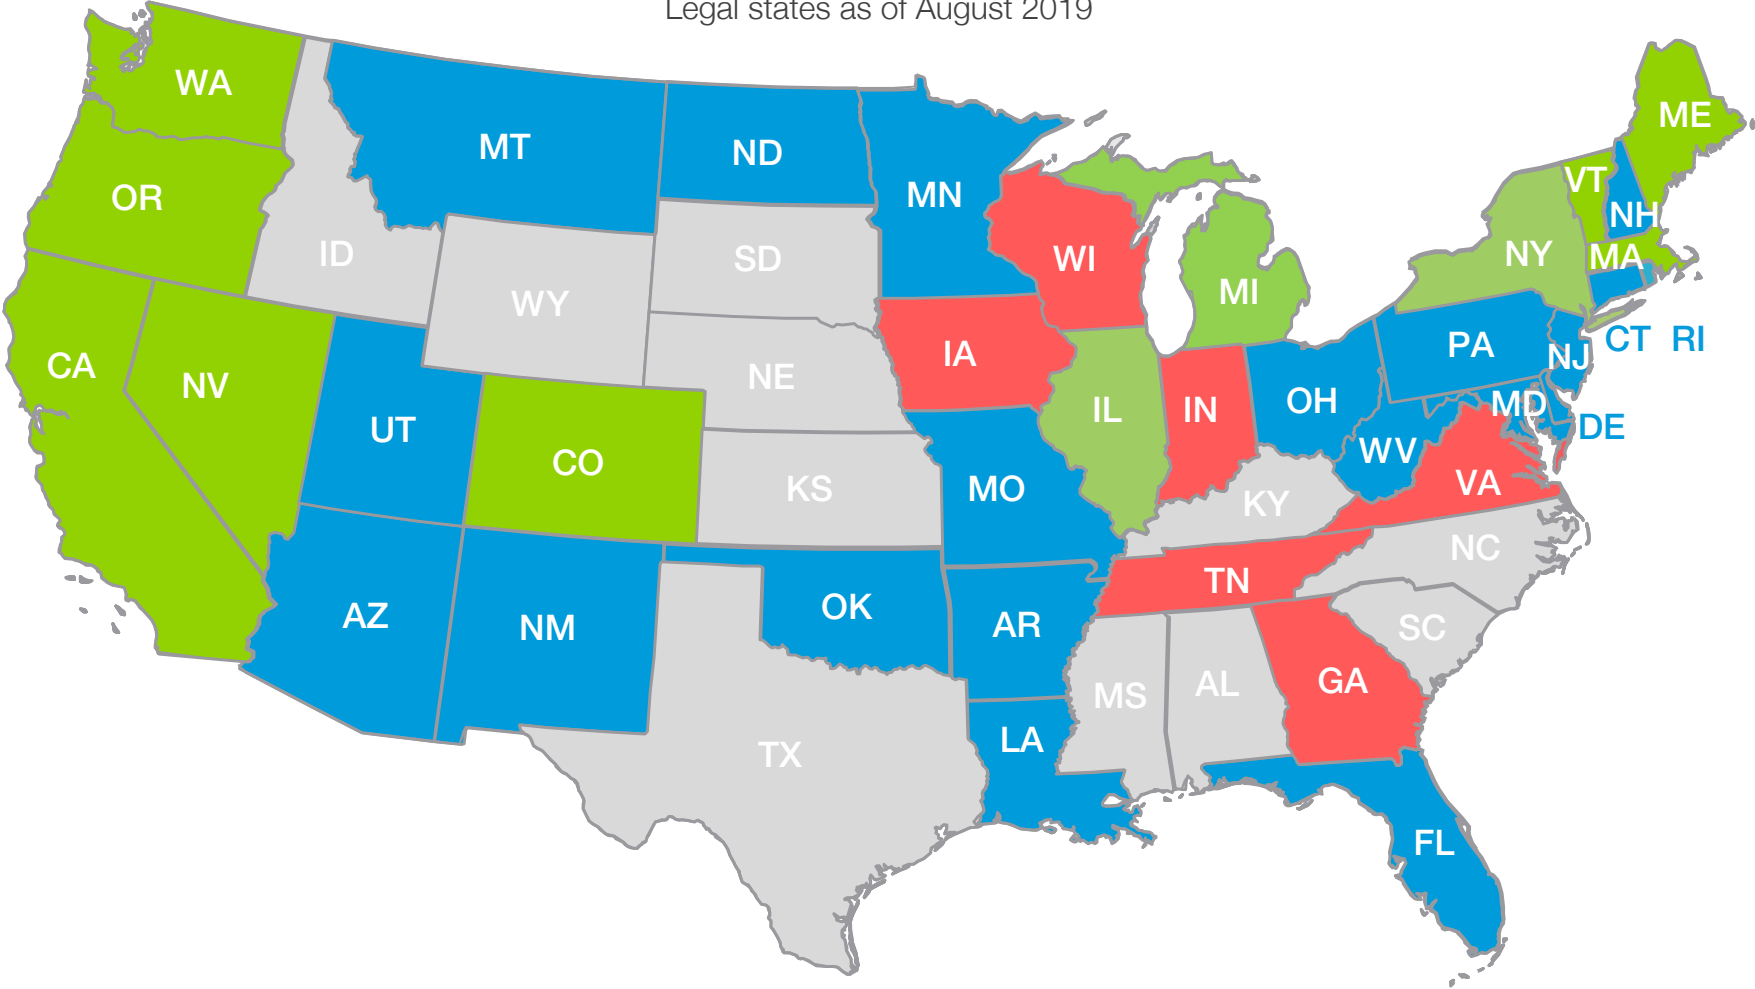 Legal states as of August 2019
WA
ME
MT
ND
VT
MN
OR
NH
ID
SD
WI
NY
MA
MI
WY
CT RI
PA
IA
NJ
CA
NV
NE
OH
MD
IL
IN
DE
UT
WV
CO
KS
MO
VA
KY
NC
TN
OK
AZ
NM
AR
SC
GA
AL
MS
LA
TX
FL